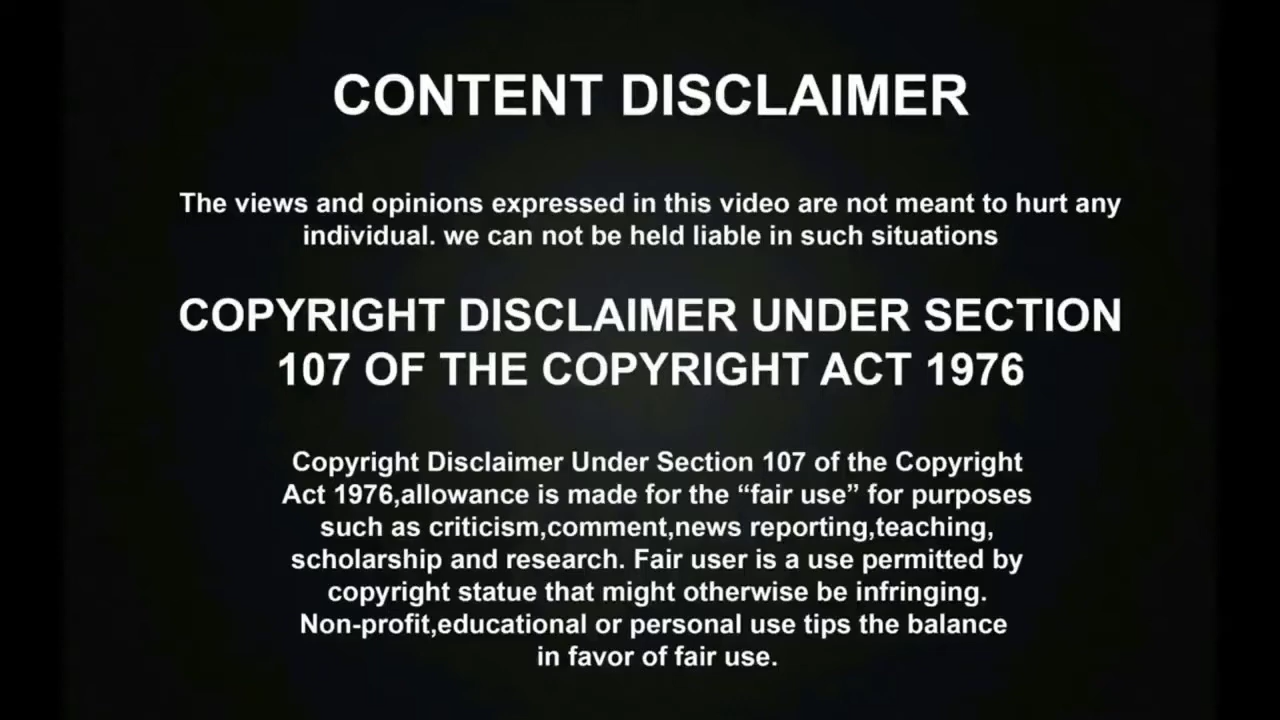 CONTENT DISCLAIMER
The views and opinions expressed in this video are not meant to hurt any
individual. we can not be held liable in such situations
COPYRIGHT DISCLAIMER UNDER SECTION
107 OF THE COPYRIGHT ACT 1976
Copyright Disclaimer Under Section 107 of the Copyright
Act 1976,allowance is made for the “fair use” for purposes
such as criticism,comment,news reporting,teaching,
scholarship and research. Fair user is a use permitted by
copyright statue that might otherwise be infringing.
Non-profit,educational or personal use tips the balance
in favor of fair use.